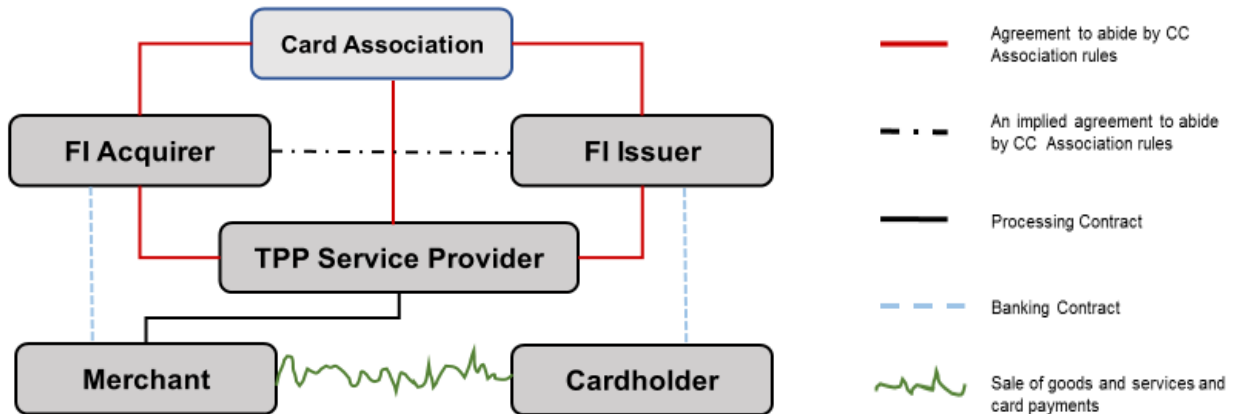 Card Association
FI Acquirer
FI Issuer
TPP Service Provider
Merchant
Cardholder
Agreement to abide by CC
Association rules
An implied agreement to abide
by CC Association rules
Processing Contract
Banking Contract
Sale of goods and services and
card payments